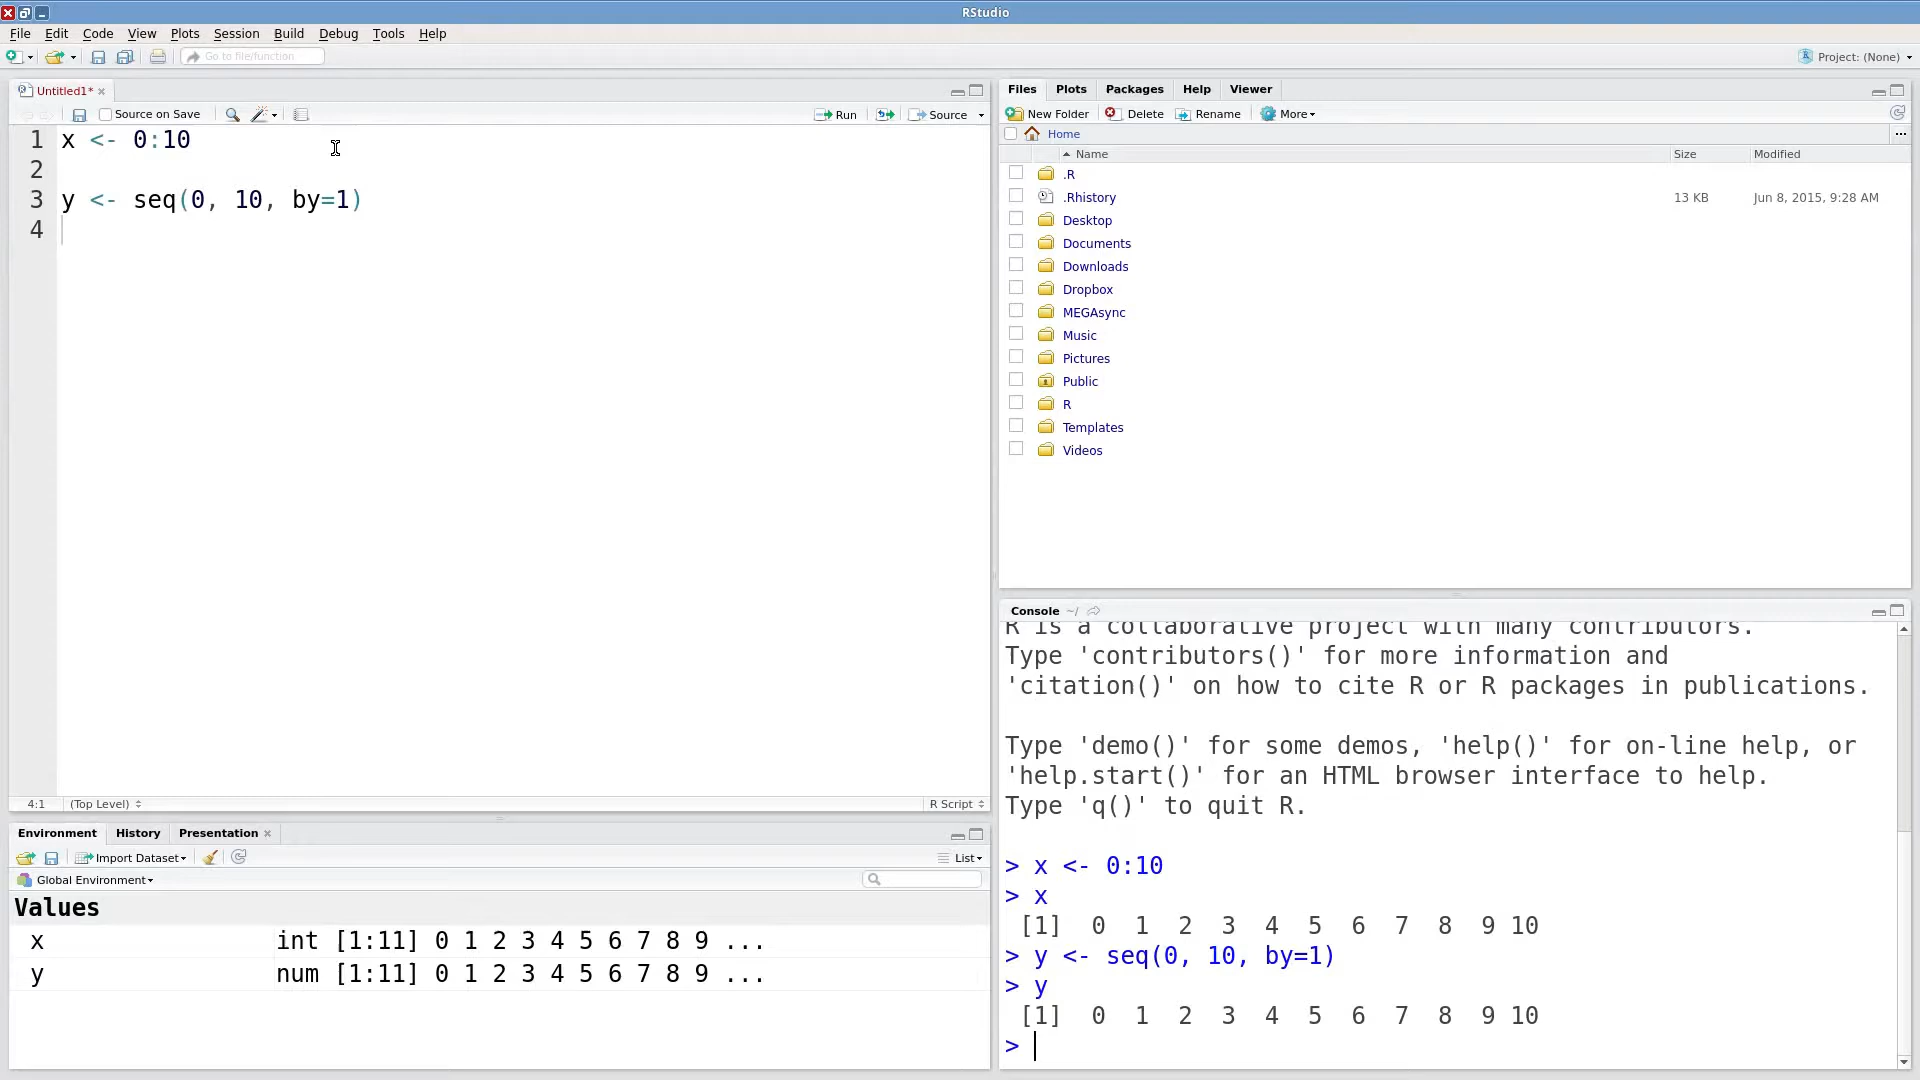 RStudio
File Edit Code View Plots Session Build Debug Tools Help
Go to file/function
Project: (None)
Untitled1*
Source on Save
Run
Source
1 x <- 0:10
2
3 y <- seq(0, 10, by=1)
4
4:1 (Top Level) R Script
Environment History Presentation
Import Dataset List
Global Environment
Values
x int [1:11] 0 1 2 3 4 5 6 7 8 9 ...
y num [1:11] 0 1 2 3 4 5 6 7 8 9 ...
Files Plots Packages Help Viewer
New Folder Delete Rename More
Home ...
Name Size Modified
.R
.Rhistory 13 KB Jun 8, 2015, 9:28 AM
Desktop
Documents
Downloads
Dropbox
MEGAsync
Music
Pictures
Public
R
Templates
Videos
Console ~/
R is a collaborative project with many contributors.
Type 'contributors()' for more information and
'citation()' on how to cite R or R packages in publications.
Type 'demo()' for some demos, 'help()' for on-line help, or
'help.start()' for an HTML browser interface to help.
Type 'q()' to quit R.
> x <- 0:10
> x
[1] 0 1 2 3 4 5 6 7 8 9 10
> y <- seq(0, 10, by=1)
> y
[1] 0 1 2 3 4 5 6 7 8 9 10
>